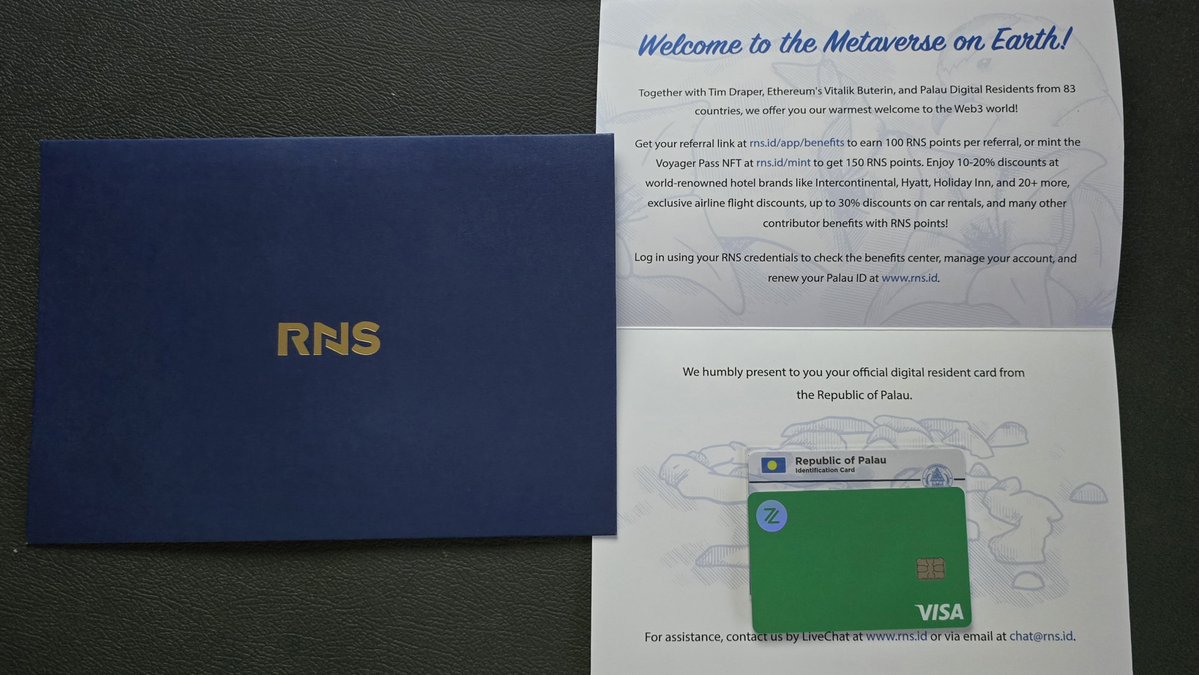 RNS
Welcome to the Metaverse on Earth!
Together with Tim Draper, Ethereum's Vitalik Buterin, and Palau Digital Residents from 83
countries, we offer you our warmest welcome to the Web3 world!
Get your referral link at rns.id/app/benefits to earn 100 RNS points per referral, or mint the
Voyager Pass NFT at rns.id/mint to get 150 RNS points. Enjoy 10-20% discounts at
world-renowned hotel brands like Intercontinental, Hyatt, Holiday Inn, and 20+ more,
exclusive airline flight discounts, up to 30% discounts on car rentals, and many other
contributor benefits with RNS points!
Log in using your RNS credentials to check the benefits center, manage your account, and
renew your Palau ID at www.rns.id.
We humbly present to you your official digital resident card from
the Republic of Palau.
Republic of Palau
Identification Card
VISA
For assistance, contact us by LiveChat at www.rns.id or via email at chat@rns.id.